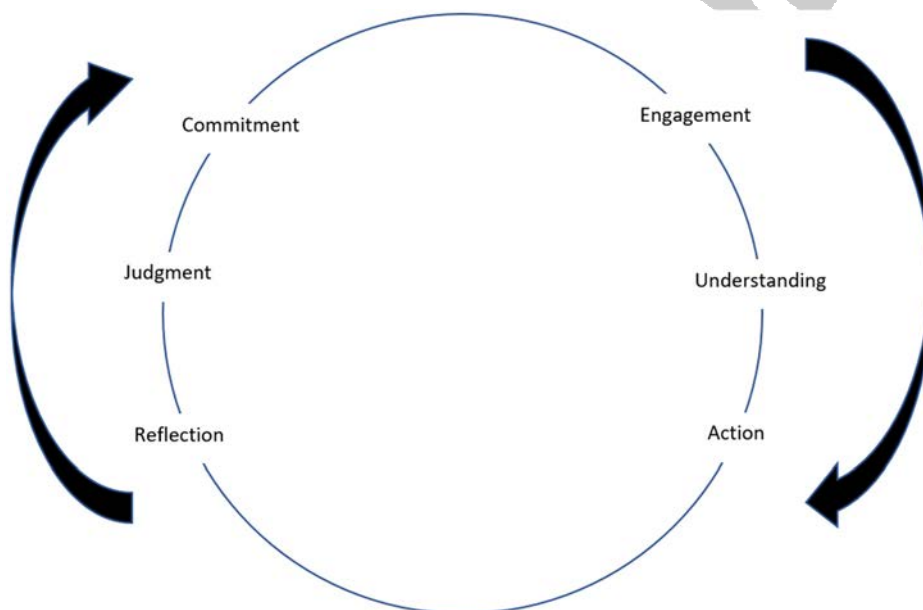 Engagement
Commitment
Understanding
Judgment
Action
Reflection